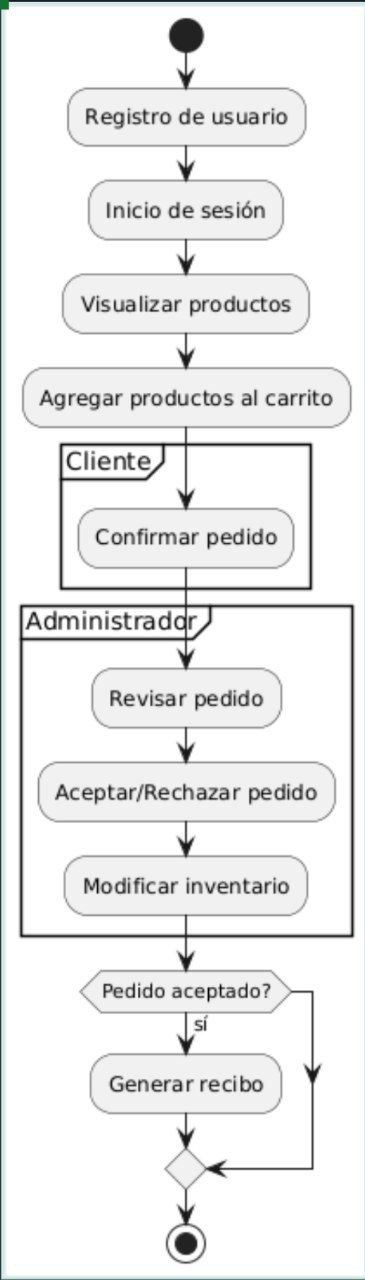 Registro de usuario
Inicio de sesión
Visualizar productos
Agregar productos al carrito
Cliente
Confirmar pedido
Administrador
Revisar pedido
Aceptar/Rechazar pedido
Modificar inventario
Pedido aceptado?
sí
Generar recibo